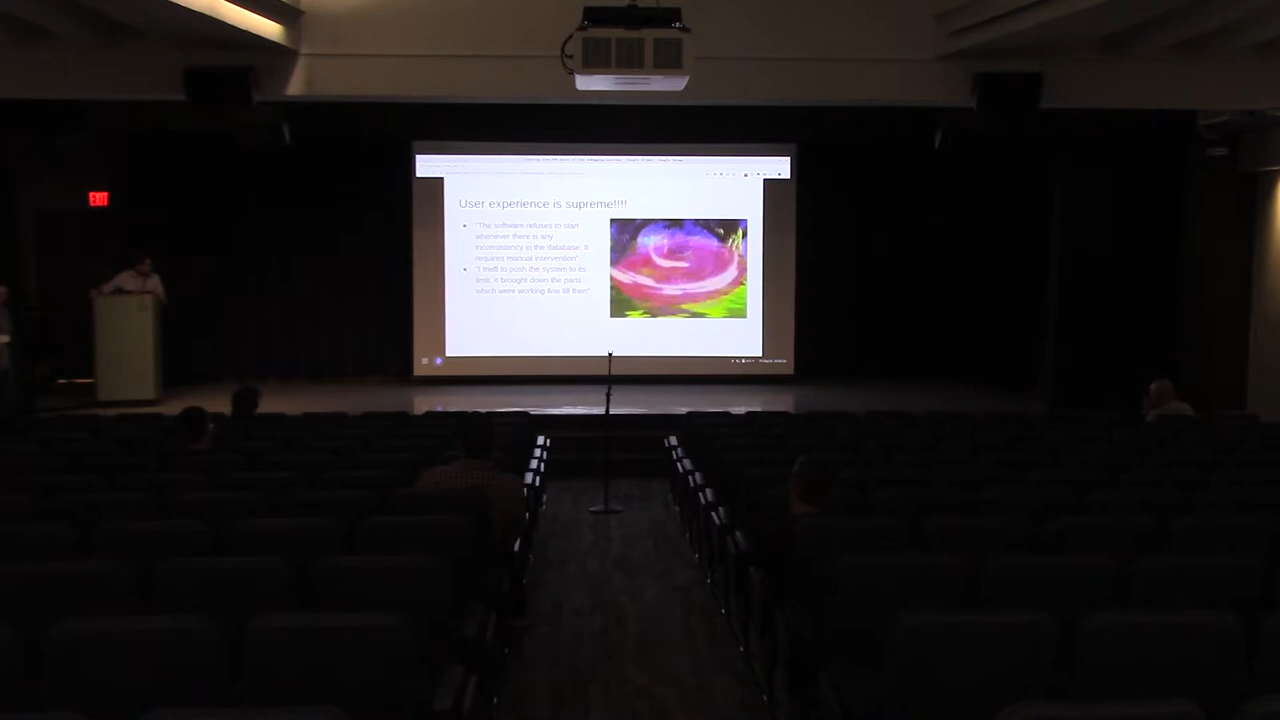 EXIT
User experience is supreme!!!!
"The software refuses to start
whenever there is any
inconsistency in the database, it
requires manual intervention"
"I tried to push the system to its
limit, it brought down the parts
which were working fine till then"